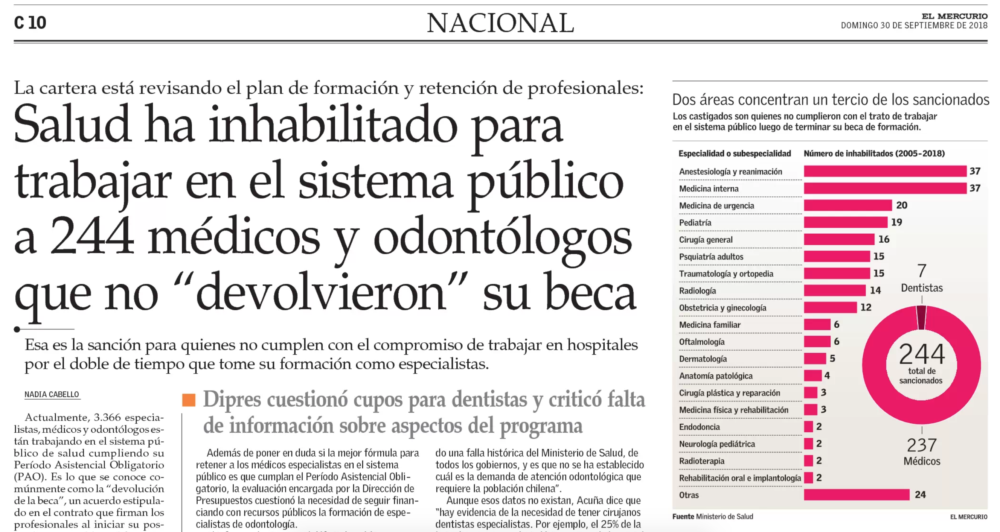 C 10
NACIONAL
EL MERCURIO
DOMINGO 30 DE SEPTIEMBRE DE 2018
La cartera está revisando el plan de formación y retención de profesionales:
Salud ha inhabilitado para
trabajar en el sistema público
a 244 médicos y odontólogos
que no “devolvieron” su beca
Esa es la sanción para quienes no cumplen con el compromiso de trabajar en hospitales
por el doble de tiempo que tome su formación como especialistas.
NADIA CABELLO
Actualmente, 3.366 especia-
listas, médicos y odontólogos es-
tán trabajando en el sistema pú-
blico de salud cumpliendo su
Período Asistencial Obligatorio
(PAO). Es lo que se conoce co-
múnmente como la “devolución
de la beca”, un acuerdo estipula-
do en el contrato que firman los
profesionales al iniciar su pos-
Dipres cuestionó cupos para dentistas y criticó falta
de información sobre aspectos del programa
Además de poner en duda si la mejor fórmula para
retener a los médicos especialistas en el sistema
público es que cumplan el Período Asistencial Obli-
gatorio, la evaluación encargada por la Dirección de
Presupuestos cuestionó la necesidad de seguir finan-
ciando con recursos públicos la formación de espe-
cialistas de odontología.
do una falla histórica del Ministerio de Salud, de
todos los gobiernos, y es que no se ha establecido
cuál es la demanda de atención odontológica que
requiere la población chilena”.
Aunque esos datos no existan, Acuña dice que
“hay evidencia de la necesidad de tener cirujanos
dentistas especialistas. Por ejemplo, el 25% de la
Dos áreas concentran un tercio de los sancionados
Los castigados son quienes no cumplieron con el trato de trabajar
en el sistema público luego de terminar su beca de formación.
Especialidad o subespecialidad Número de inhabilitados (2005-2018)
Anestesiología y reanimación 37
Medicina interna 37
Medicina de urgencia 20
Pediatría 19
Cirugía general 16
Psquiatría adultos 15
Traumatología y ortopedia 15
Radiología 14
Obstetricia y ginecología 12
Medicina familiar 6
Oftalmología 6
Dermatología 5
Anatomía patológica 4
Cirugía plástica y reparación 3
Medicina física y rehabilitación 3
Endodoncia 2
Neurología pediátrica 2
Radioterapia 2
Rehabilitación oral e implantología 2
Otras 24
7
Dentistas
244
total de
sancionados
237
Médicos
Fuente Ministerio de Salud
EL MERCURIO